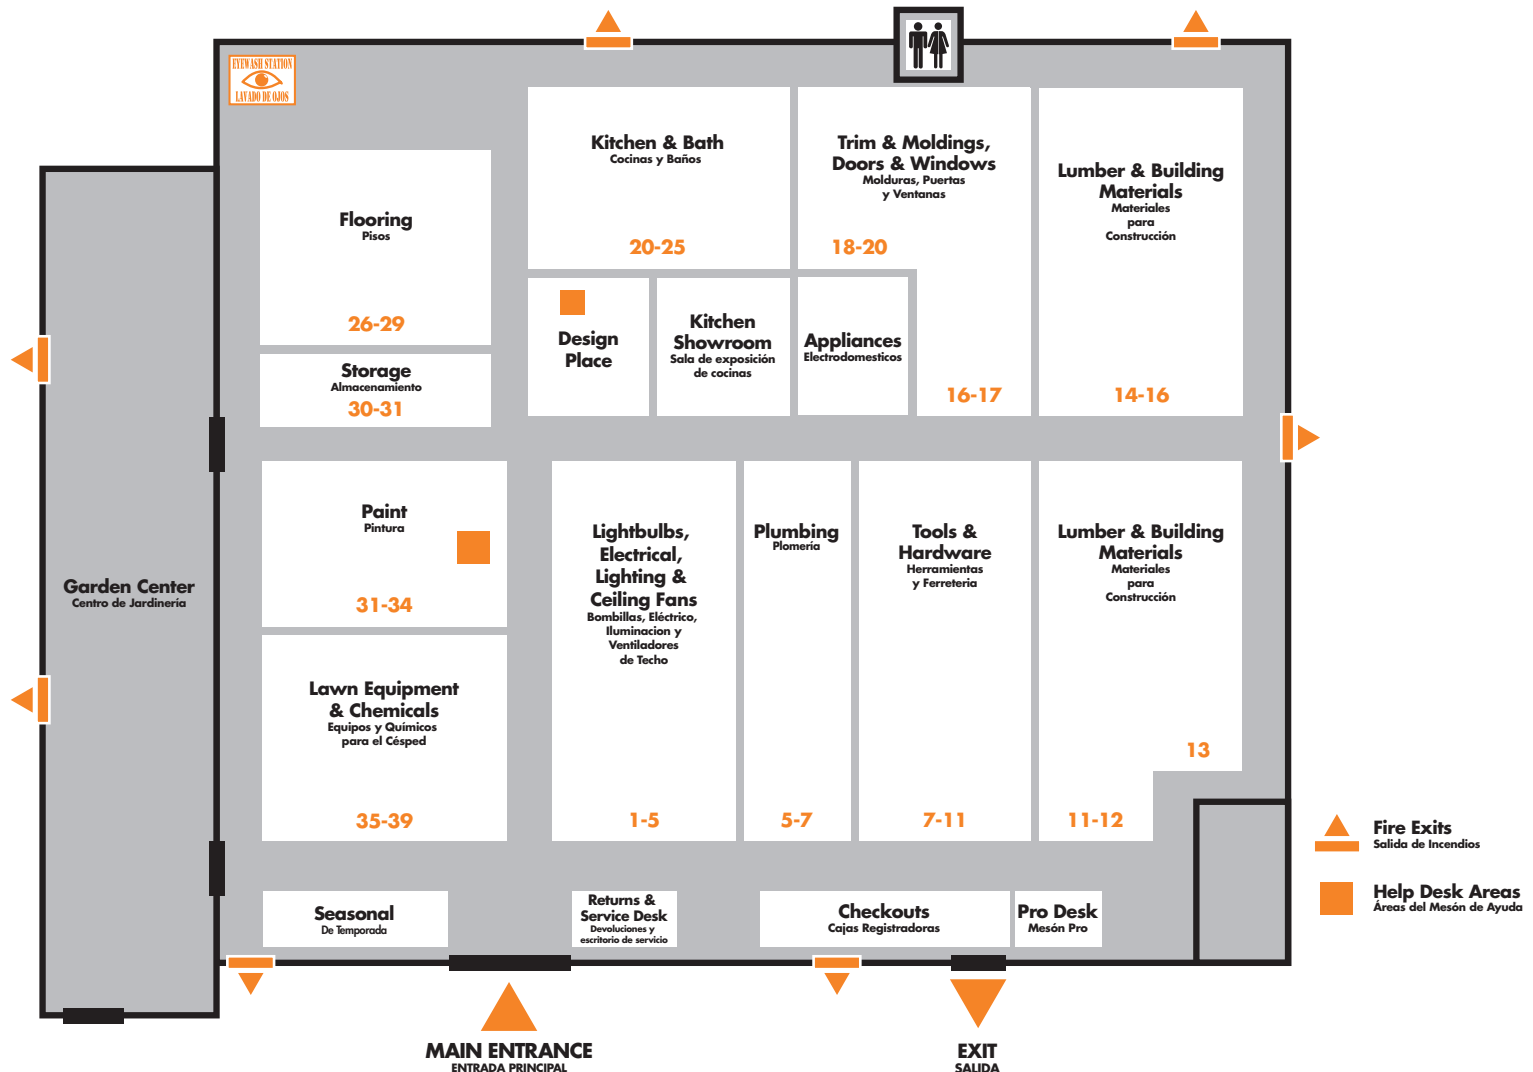 EYEWASH STATION
LAVADO DE OJOS
Kitchen & Bath
Cocinas y Baños
20-25
Trim & Moldings,
Doors & Windows
Molduras, Puertas
y Ventanas
18-20
16-17
Lumber & Building
Materials
Materiales
para
Construcción
14-16
Flooring
Pisos
26-29
Storage
Almacenamiento
30-31
Design
Place
Kitchen
Showroom
Sala de exposición
de cocinas
Appliances
Electrodomesticos
Garden Center
Centro de Jardinería
Paint
Pintura
31-34
Lawn Equipment
& Chemicals
Equipos y Químicos
para el Césped
35-39
Lightbulbs,
Electrical,
Lighting &
Ceiling Fans
Bombillas, Eléctrico,
Iluminacion y
Ventiladores
de Techo
1-5
Plumbing
Plomería
5-7
Tools &
Hardware
Herramientas
y Ferreteria
7-11
Lumber & Building
Materials
Materiales
para
Construcción
13
11-12
Seasonal
De Temporada
Returns &
Service Desk
Devoluciones y
escritorio de servicio
Checkouts
Cajas Registradoras
Pro Desk
Mesón Pro
Fire Exits
Salida de Incendios
Help Desk Areas
Áreas del Mesón de Ayuda
MAIN ENTRANCE
ENTRADA PRINCIPAL
EXIT
SALIDA